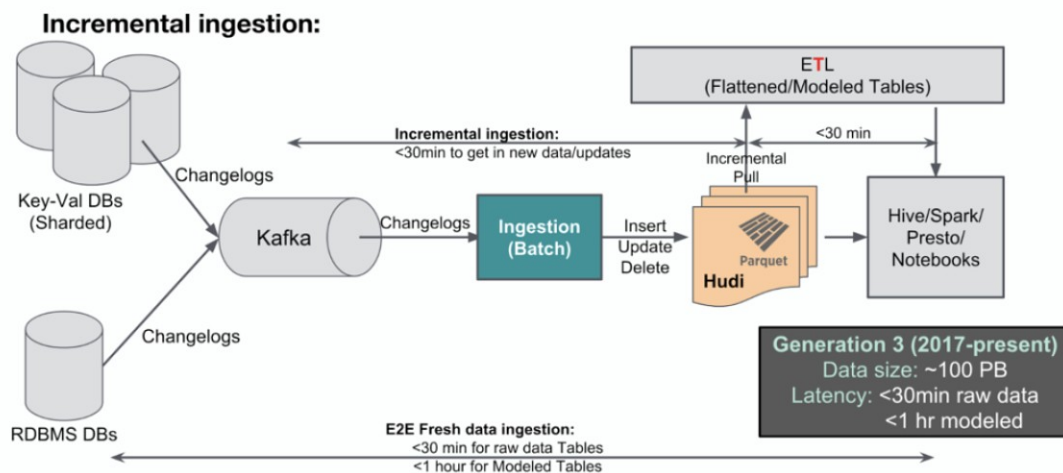 Incremental ingestion:
ETL
(Flattened/Modeled Tables)
Incremental ingestion:
<30min to get in new data/updates
<30 min
Incremental
Pull
Changelogs
Key-Val DBs
(Sharded)
Kafka
Changelogs
Ingestion
(Batch)
Insert
Update
Delete
Parquet
Hudi
Hive/Spark/
Presto/
Notebooks
Changelogs
RDBMS DBs
Generation 3 (2017-present)
Data size: ~100 PB
Latency: <30min raw data
<1 hr modeled
E2E Fresh data ingestion:
<30 min for raw data Tables
<1 hour for Modeled Tables